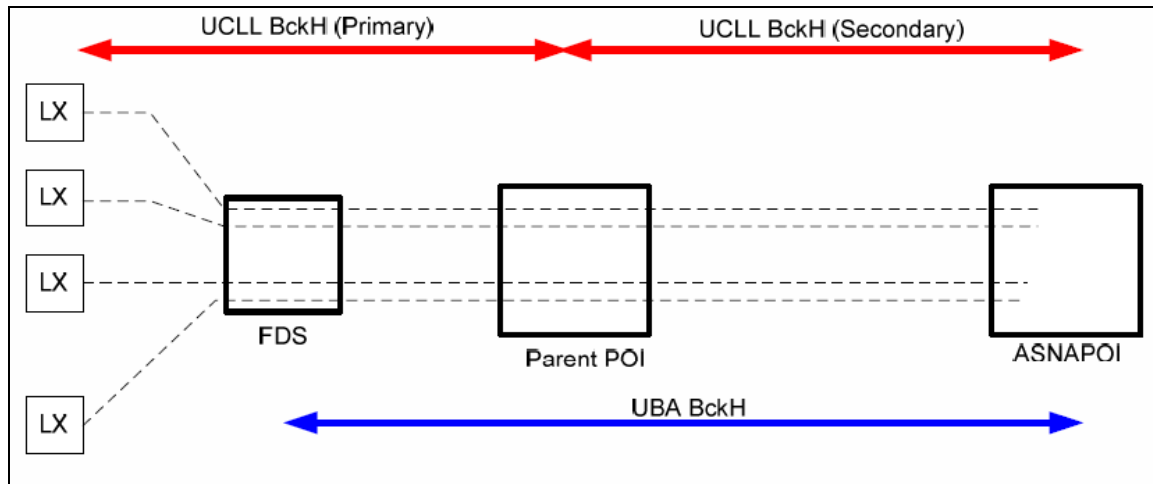 UCLL BckH (Primary)
UCLL BckH (Secondary)
LX
LX
LX
LX
FDS
Parent POI
ASNAPOI
UBA BckH